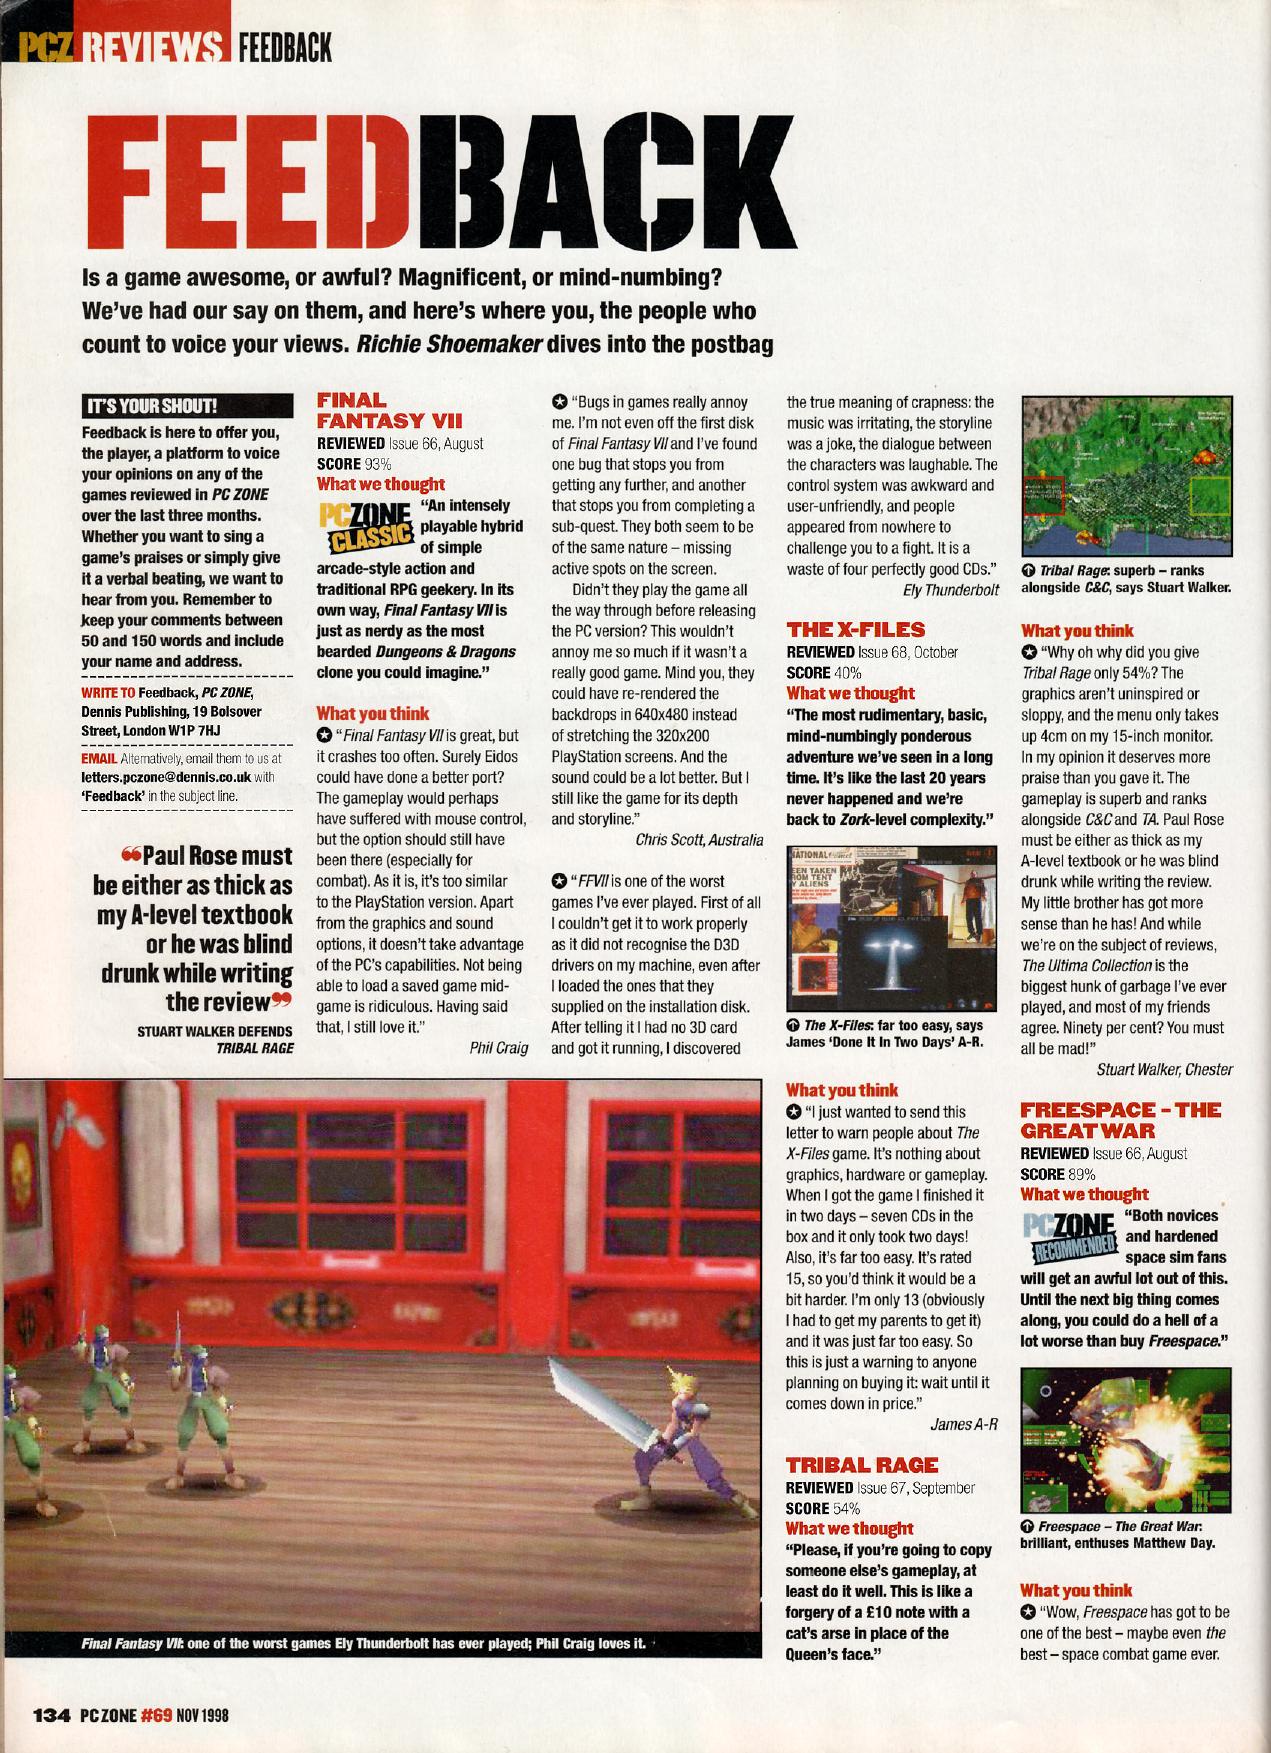 PCZ REVIEWS FEEDBACK
FEEDBACK
Is a game awesome, or awful? Magnificent, or mind-numbing?
We've had our say on them, and here's where you, the people who
count to voice your views. Richie Shoemaker dives into the postbag
IT'S YOUR SHOUT!
Feedback is here to offer you,
the player, a platform to voice
your opinions on any of the
games reviewed in PC ZONE
over the last three months.
Whether you want to sing a
game's praises or simply give
it a verbal beating, we want to
hear from you. Remember to
keep your comments between
50 and 150 words and include
your name and address.
WRITE TO Feedback, PC ZONE,
Dennis Publishing, 19 Bolsover
Street, London W1P 7HJ
EMAIL Alternatively, email them to us at
letters.pczone@dennis.co.uk with
'Feedback' in the subject line.
“Paul Rose must
be either as thick as
my A-level textbook
or he was blind
drunk while writing
the review”
STUART WALKER DEFENDS
TRIBAL RAGE
FINAL
FANTASY VII
REVIEWED Issue 66, August
SCORE 93%
What we thought
PCZONE
CLASSIC
“An intensely
playable hybrid
of simple
arcade-style action and
traditional RPG geekery. In its
own way, Final Fantasy VII is
just as nerdy as the most
bearded Dungeons & Dragons
clone you could imagine.”
What you think
“Final Fantasy VII is great, but
it crashes too often. Surely Eidos
could have done a better port?
The gameplay would perhaps
have suffered with mouse control,
but the option should still have
been there (especially for
combat). As it is, it's too similar
to the PlayStation version. Apart
from the graphics and sound
options, it doesn't take advantage
of the PC's capabilities. Not being
able to load a saved game mid-
game is ridiculous. Having said
that, I still love it.”
Phil Craig
“Bugs in games really annoy
me. I'm not even off the first disk
of Final Fantasy VII and I've found
one bug that stops you from
getting any further, and another
that stops you from completing a
sub-quest. They both seem to be
of the same nature – missing
active spots on the screen.
Didn't they play the game all
the way through before releasing
the PC version? This wouldn't
annoy me so much if it wasn't a
really good game. Mind you, they
could have re-rendered the
backdrops in 640x480 instead
of stretching the 320x200
PlayStation screens. And the
sound could be a lot better. But I
still like the game for its depth
and storyline.”
Chris Scott, Australia
“FFVII is one of the worst
games I've ever played. First of all
I couldn't get it to work properly
as it did not recognise the D3D
drivers on my machine, even after
I loaded the ones that they
supplied on the installation disk.
After telling it I had no 3D card
and got it running, I discovered
the true meaning of crapness: the
music was irritating, the storyline
was a joke, the dialogue between
the characters was laughable. The
control system was awkward and
user-unfriendly, and people
appeared from nowhere to
challenge you to a fight. It is a
waste of four perfectly good CDs.”
Ely Thunderbolt
THE X-FILES
REVIEWED Issue 68, October
SCORE 40%
What we thought
“The most rudimentary, basic,
mind-numbingly ponderous
adventure we've seen in a long
time. It's like the last 20 years
never happened and we're
back to Zork-level complexity.”
The X-Files: far too easy, says
James 'Done It In Two Days' A-R.
What you think
“I just wanted to send this
letter to warn people about The
X-Files game. It's nothing about
graphics, hardware or gameplay.
When I got the game I finished it
in two days – seven CDs in the
box and it only took two days!
Also, it's far too easy. It's rated
15, so you'd think it would be a
bit harder. I'm only 13 (obviously
I had to get my parents to get it)
and it was just far too easy. So
this is just a warning to anyone
planning on buying it: wait until it
comes down in price.”
James A-R
TRIBAL RAGE
REVIEWED Issue 67, September
SCORE 54%
What we thought
“Please, if you're going to copy
someone else's gameplay, at
least do it well. This is like a
forgery of a £10 note with a
cat's arse in place of the
Queen's face.”
Tribal Rage: superb – ranks
alongside C&C, says Stuart Walker.
What you think
“Why oh why did you give
Tribal Rage only 54%? The
graphics aren't uninspired or
sloppy, and the menu only takes
up 4cm on my 15-inch monitor.
In my opinion it deserves more
praise than you gave it. The
gameplay is superb and ranks
alongside C&C and TA. Paul Rose
must be either as thick as my
A-level textbook or he was blind
drunk while writing the review.
My little brother has got more
sense than he has! And while
we're on the subject of reviews,
The Ultima Collection is the
biggest hunk of garbage I've ever
played, and most of my friends
agree. Ninety per cent? You must
all be mad!”
Stuart Walker, Chester
FREESPACE – THE
GREAT WAR
REVIEWED Issue 66, August
SCORE 89%
What we thought
PCZONE
RECOMMENDED
“Both novices
and hardened
space sim fans
will get an awful lot out of this.
Until the next big thing comes
along, you could do a hell of a
lot worse than buy Freespace.”
Freespace – The Great War:
brilliant, enthuses Matthew Day.
What you think
“Wow, Freespace has got to be
one of the best – maybe even the
best – space combat game ever.
Final Fantasy VII: one of the worst games Ely Thunderbolt has ever played; Phil Craig loves it.
134 PC ZONE #69 NOV 1998